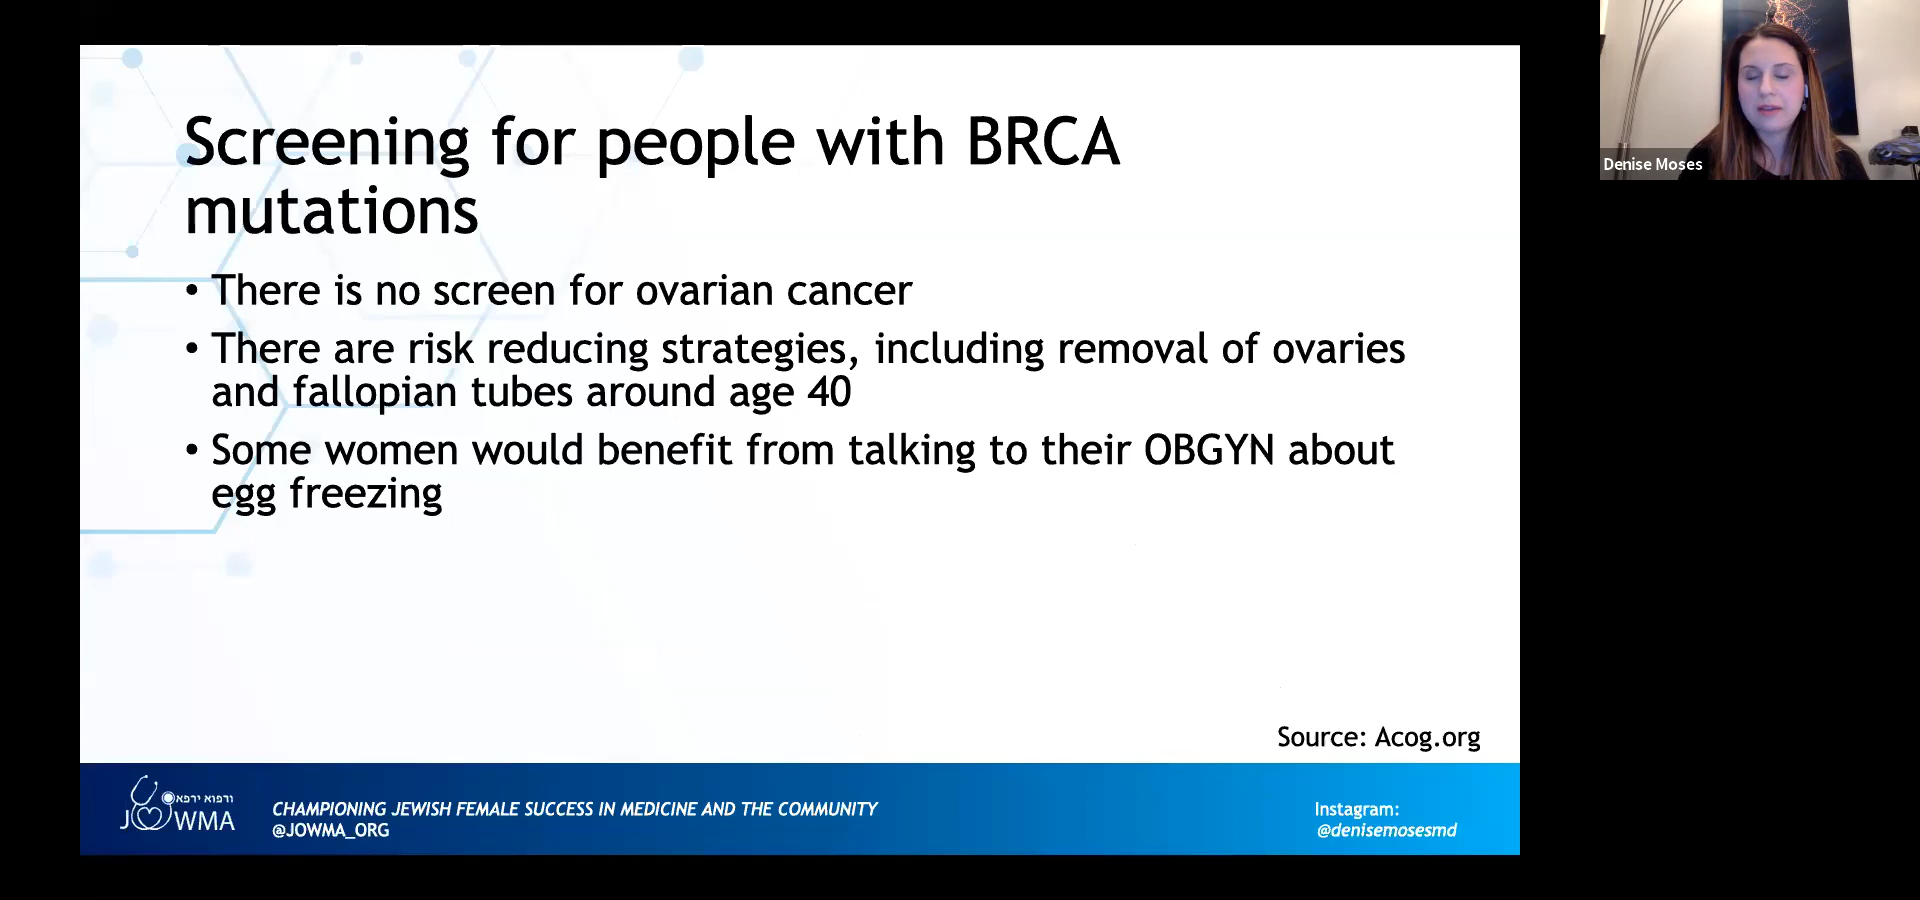 Screening for people with BRCA
mutations
• There is no screen for ovarian cancer
• There are risk reducing strategies, including removal of ovaries
and fallopian tubes around age 40
• Some women would benefit from talking to their OBGYN about
egg freezing
Source: Acog.org
ורפוא ירפא
JOWMA
CHAMPIONING JEWISH FEMALE SUCCESS IN MEDICINE AND THE COMMUNITY
@JOWMA_ORG
Instagram:
@denisemosesmd
Denise Moses